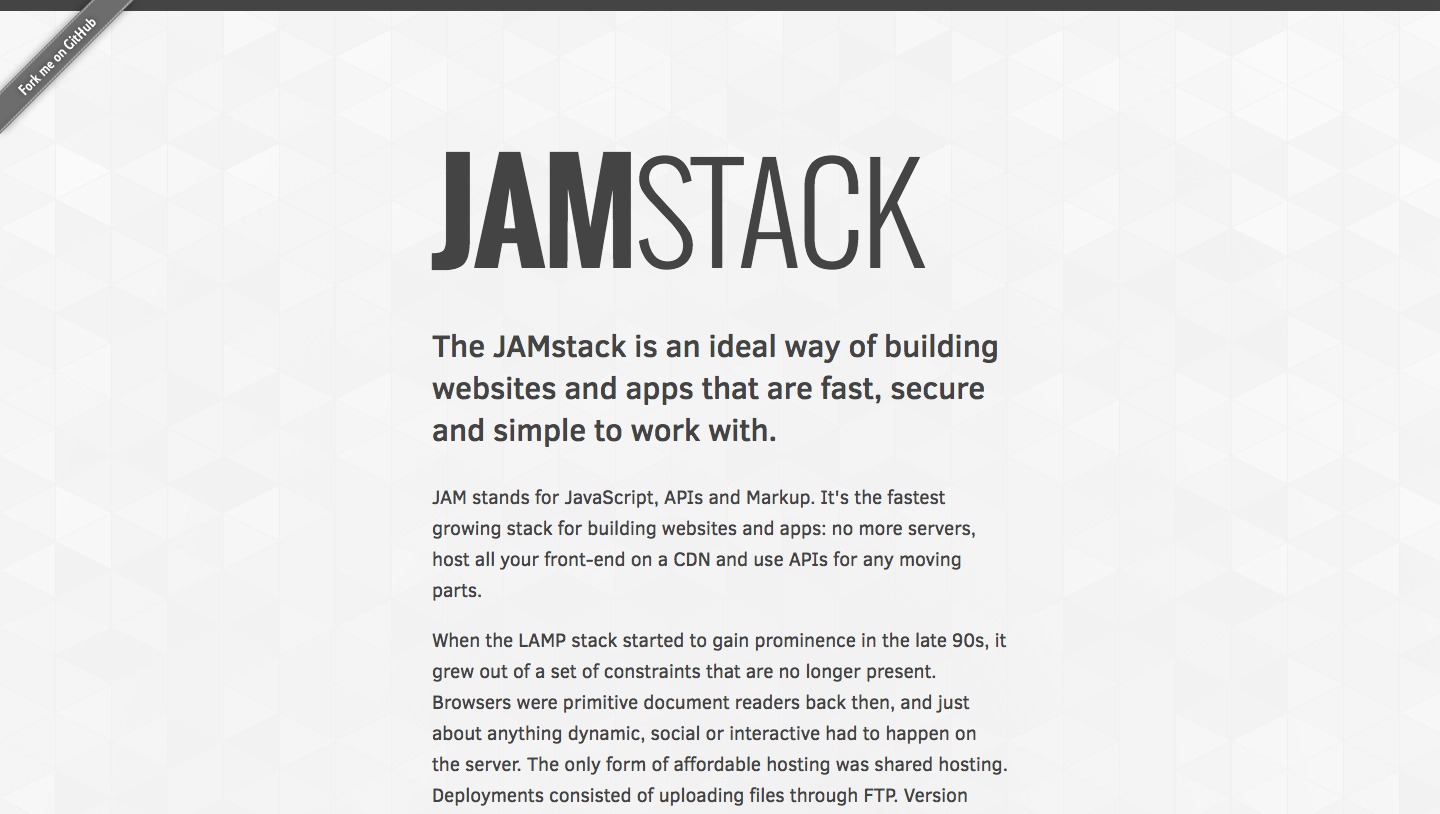 Fork me on GitHub
JAMSTACK
The JAMstack is an ideal way of building
websites and apps that are fast, secure
and simple to work with.
JAM stands for JavaScript, APIs and Markup. It's the fastest
growing stack for building websites and apps: no more servers,
host all your front-end on a CDN and use APIs for any moving
parts.
When the LAMP stack started to gain prominence in the late 90s, it
grew out of a set of constraints that are no longer present.
Browsers were primitive document readers back then, and just
about anything dynamic, social or interactive had to happen on
the server. The only form of affordable hosting was shared hosting.
Deployments consisted of uploading files through FTP. Version